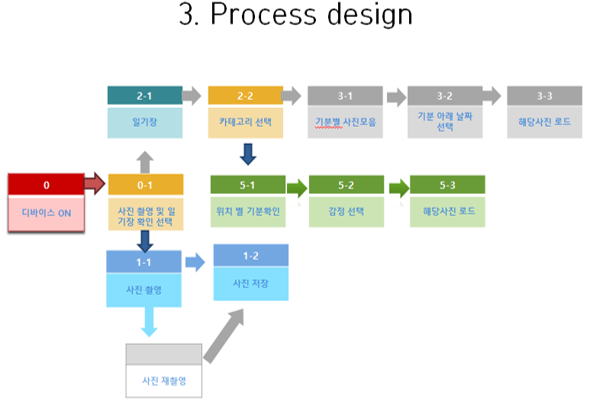 3. Process design
2-1
일기장
2-2
카테고리 선택
3-1
기분별 사진모음
3-2
기분 아래 날짜
선택
3-3
해당사진 로드
0
디바이스 ON
0-1
사진 촬영 및 일
기장 확인 선택
5-1
위치 별 기분확인
5-2
감정 선택
5-3
해당사진 로드
1-1
사진 촬영
1-2
사진 저장
사진 재촬영